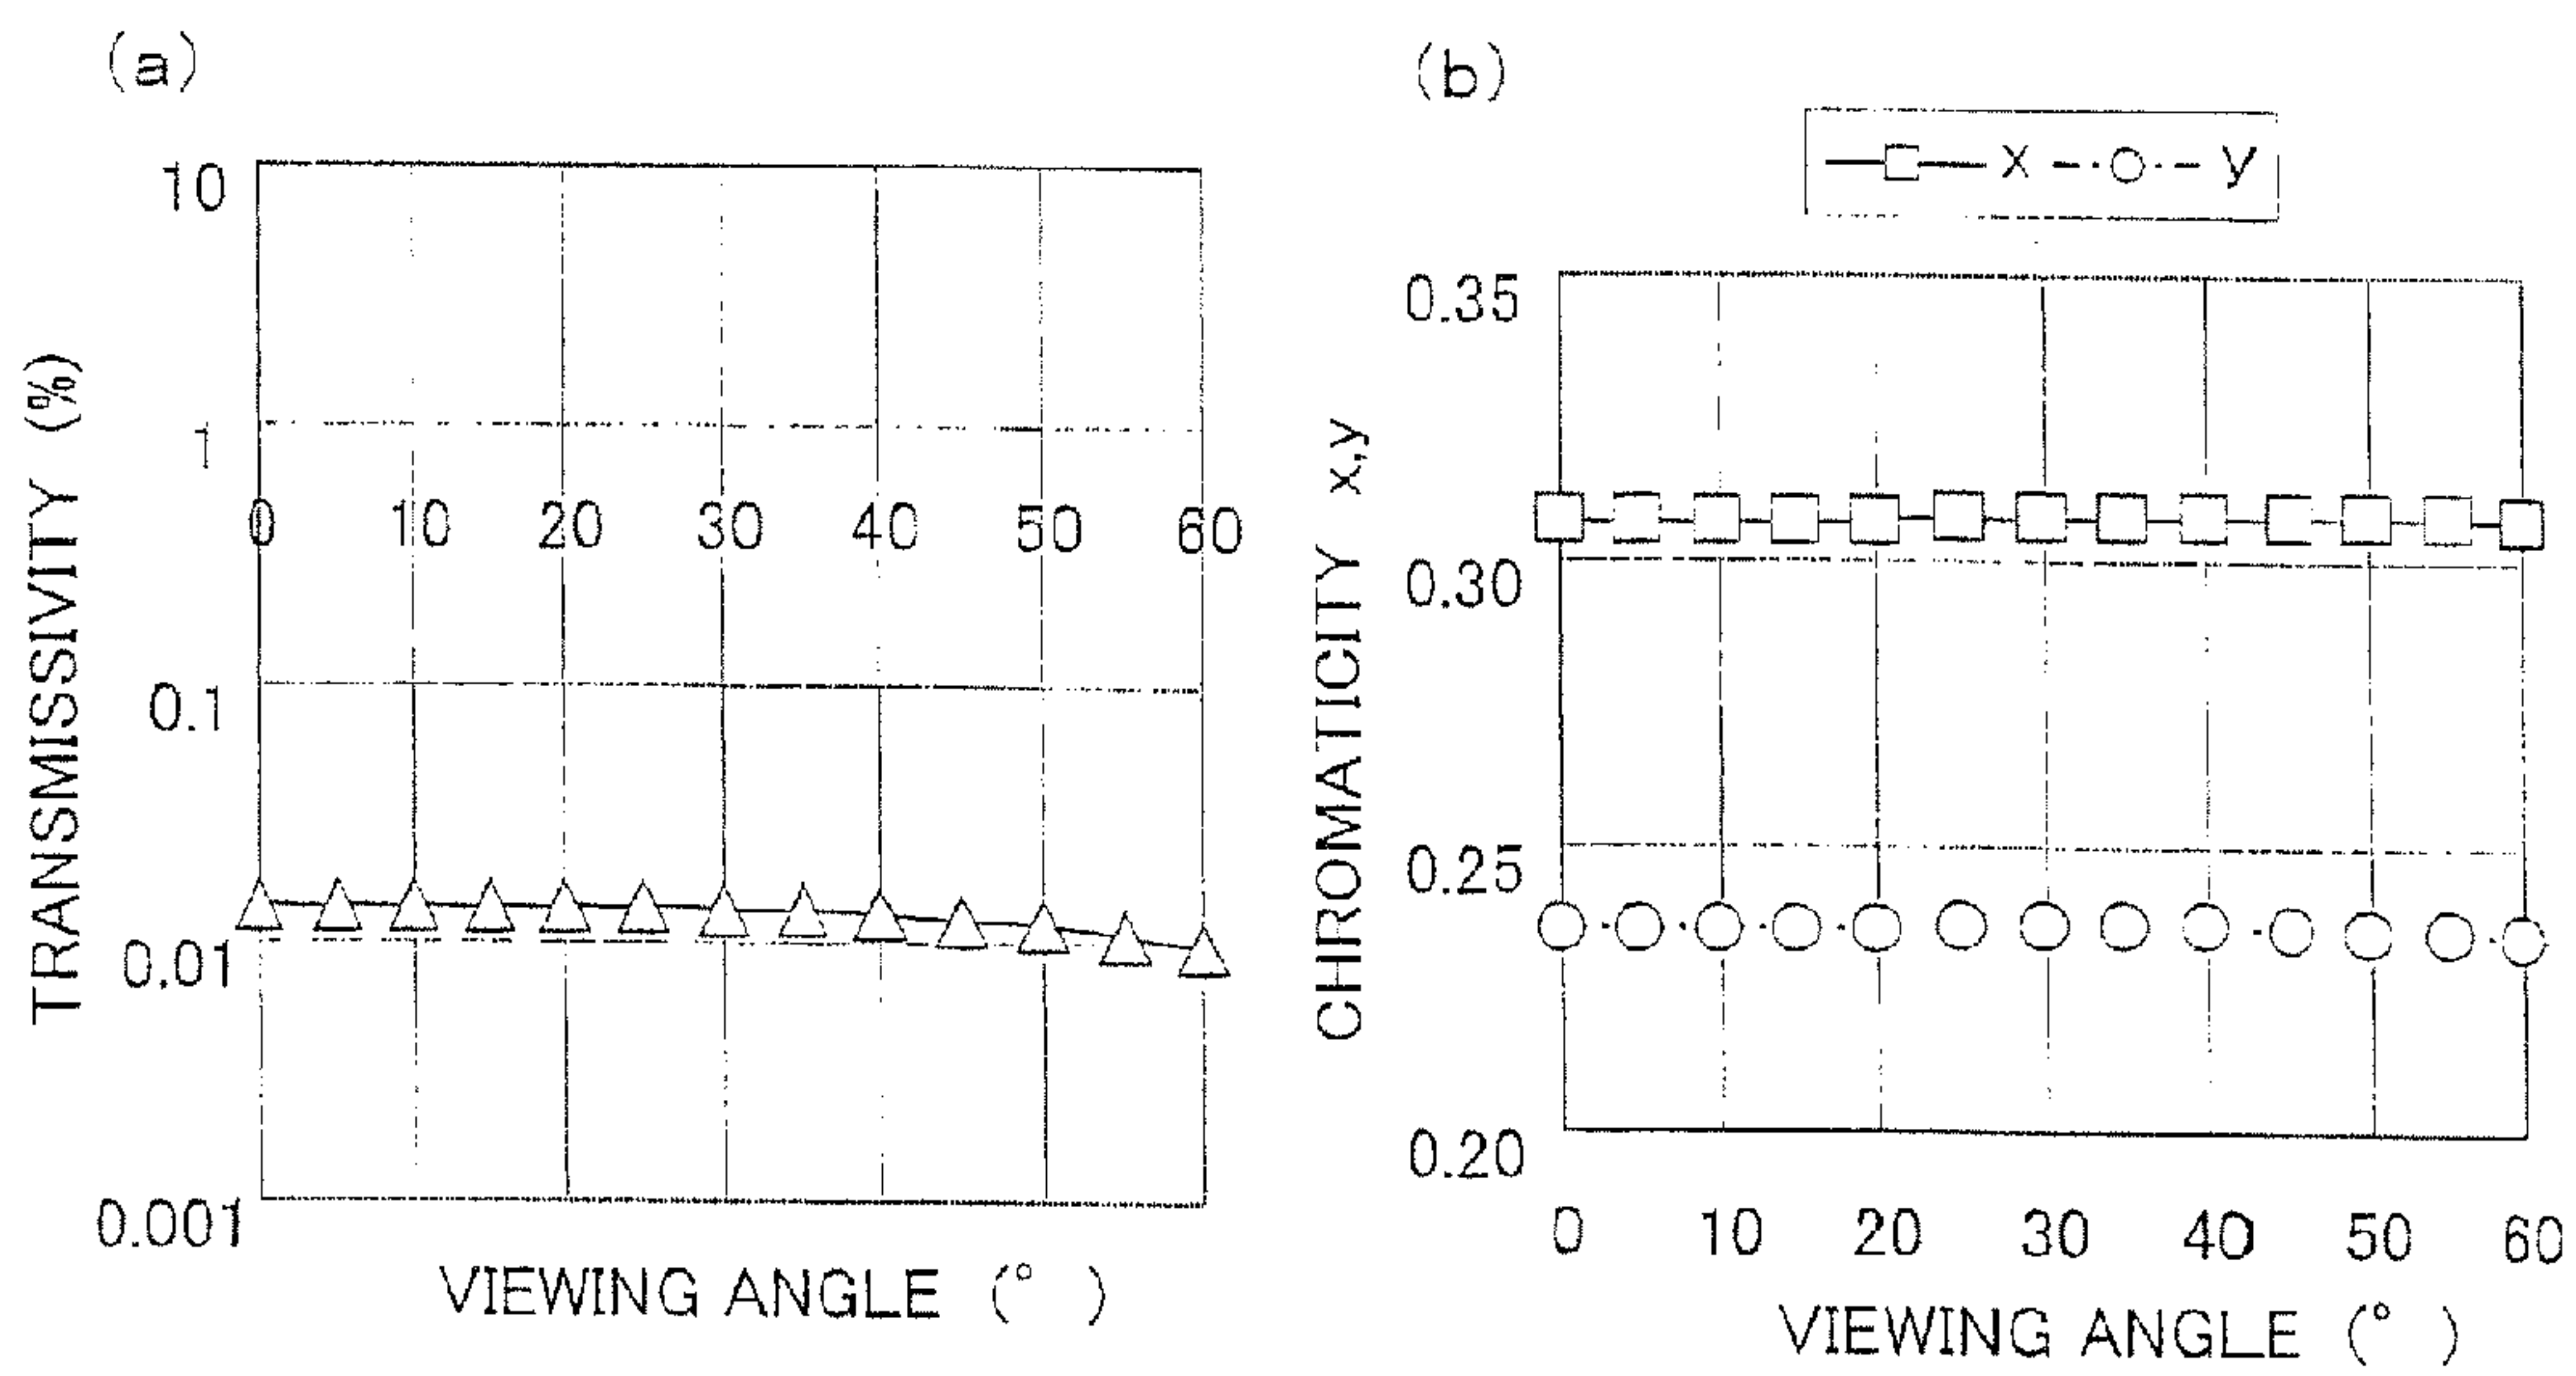 (a)
TRANSMISSIVITY (%)
10
1
0 10 20 30 40 50 60
0.1
0.01
0.001
VIEWING ANGLE (° )
(b)
x y
CHROMATICITY x,y
0.35
0.30
0.25
0.20
0 10 20 30 40 50 60
VIEWING ANGLE (° )